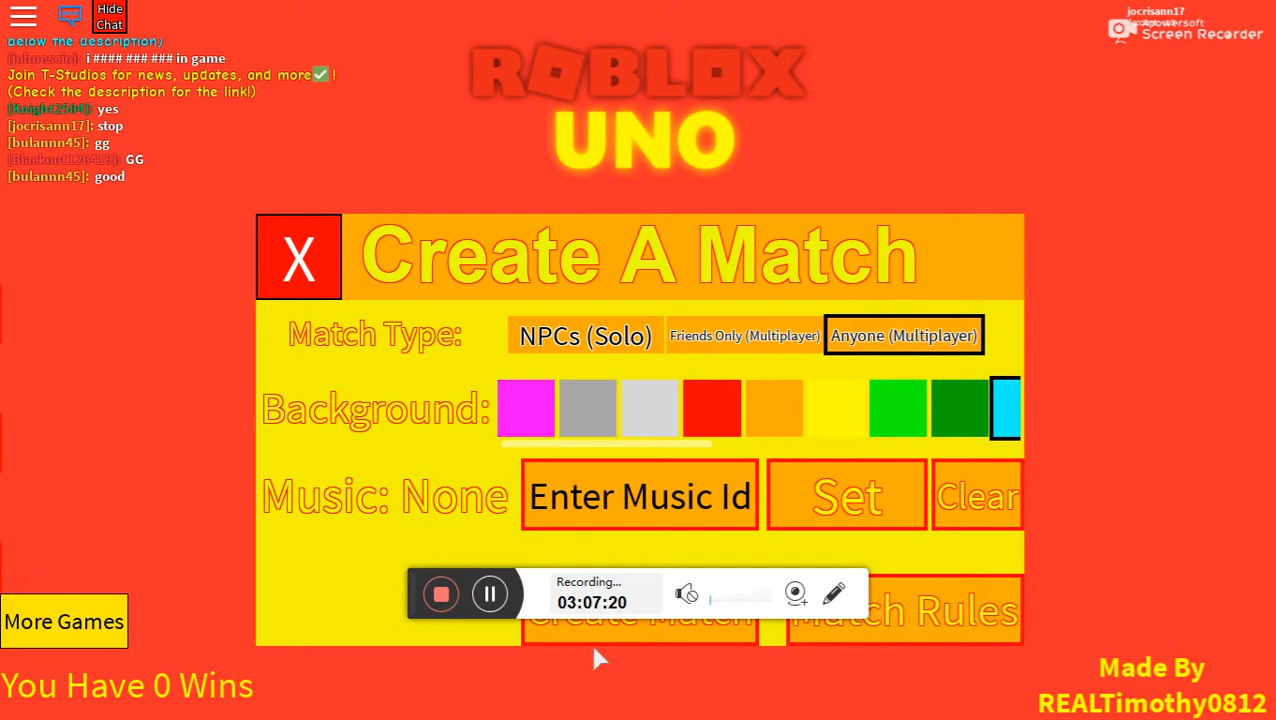 Hide
Chat
below the description)
[johnescio]: i #### ### ### in game
Join T-Studios for news, updates, and more✅ !
(Check the description for the link!)
[Knight2504]: yes
[jocrisann17]: stop
[bulannn45]: gg
GG
[bulannn45]: good
jocrisann17
Apowersoft
Screen Recorder
ROBLOX
UNO
X Create A Match
Match Type: NPCs (Solo) Friends Only (Multiplayer) Anyone (Multiplayer)
Background:
Music: None Enter Music Id Set Clear
Recording...
03:07:20
Create Match Match Rules
More Games
You Have 0 Wins
Made By
REALTimothy0812